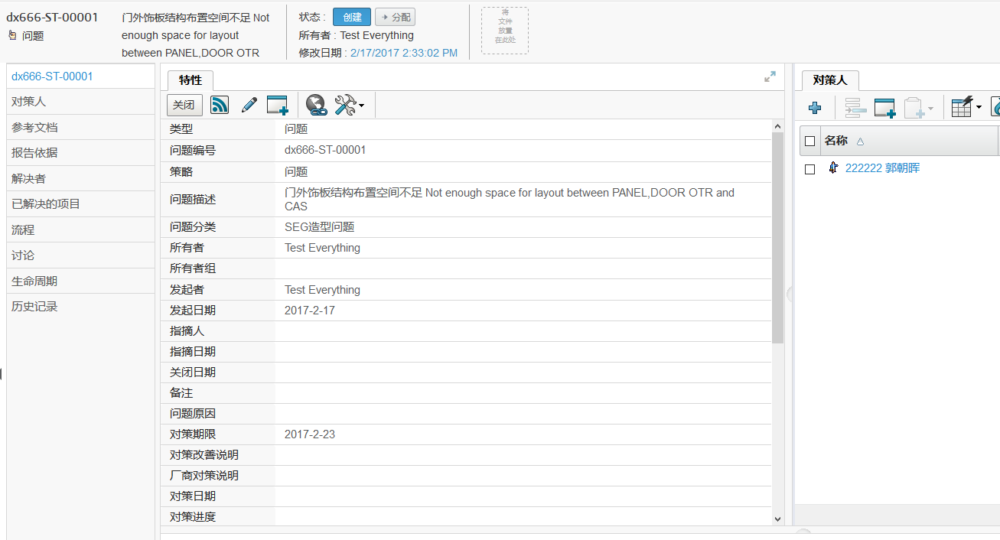 dx666-ST-00001
问题
门外饰板结构布置空间不足 Not
enough space for layout
between PANEL,DOOR OTR
状态 : 创建 分配
所有者 : Test Everything
修改日期 : 2/17/2017 2:33:02 PM
将
文件
放置
在此处
dx666-ST-00001
对策人
参考文档
报告依据
解决者
已解决的项目
流程
讨论
生命周期
历史记录
特性
关闭
类型 问题
问题编号 dx666-ST-00001
策略 问题
问题描述 门外饰板结构布置空间不足 Not enough space for layout between PANEL,DOOR OTR and
CAS
问题分类 SEG造型问题
所有者 Test Everything
所有者组
发起者 Test Everything
发起日期 2017-2-17
指摘人
指摘日期
关闭日期
备注
问题原因
对策期限 2017-2-23
对策改善说明
厂商对策说明
对策日期
对策进度
对策人
名称
222222 郭朝晖